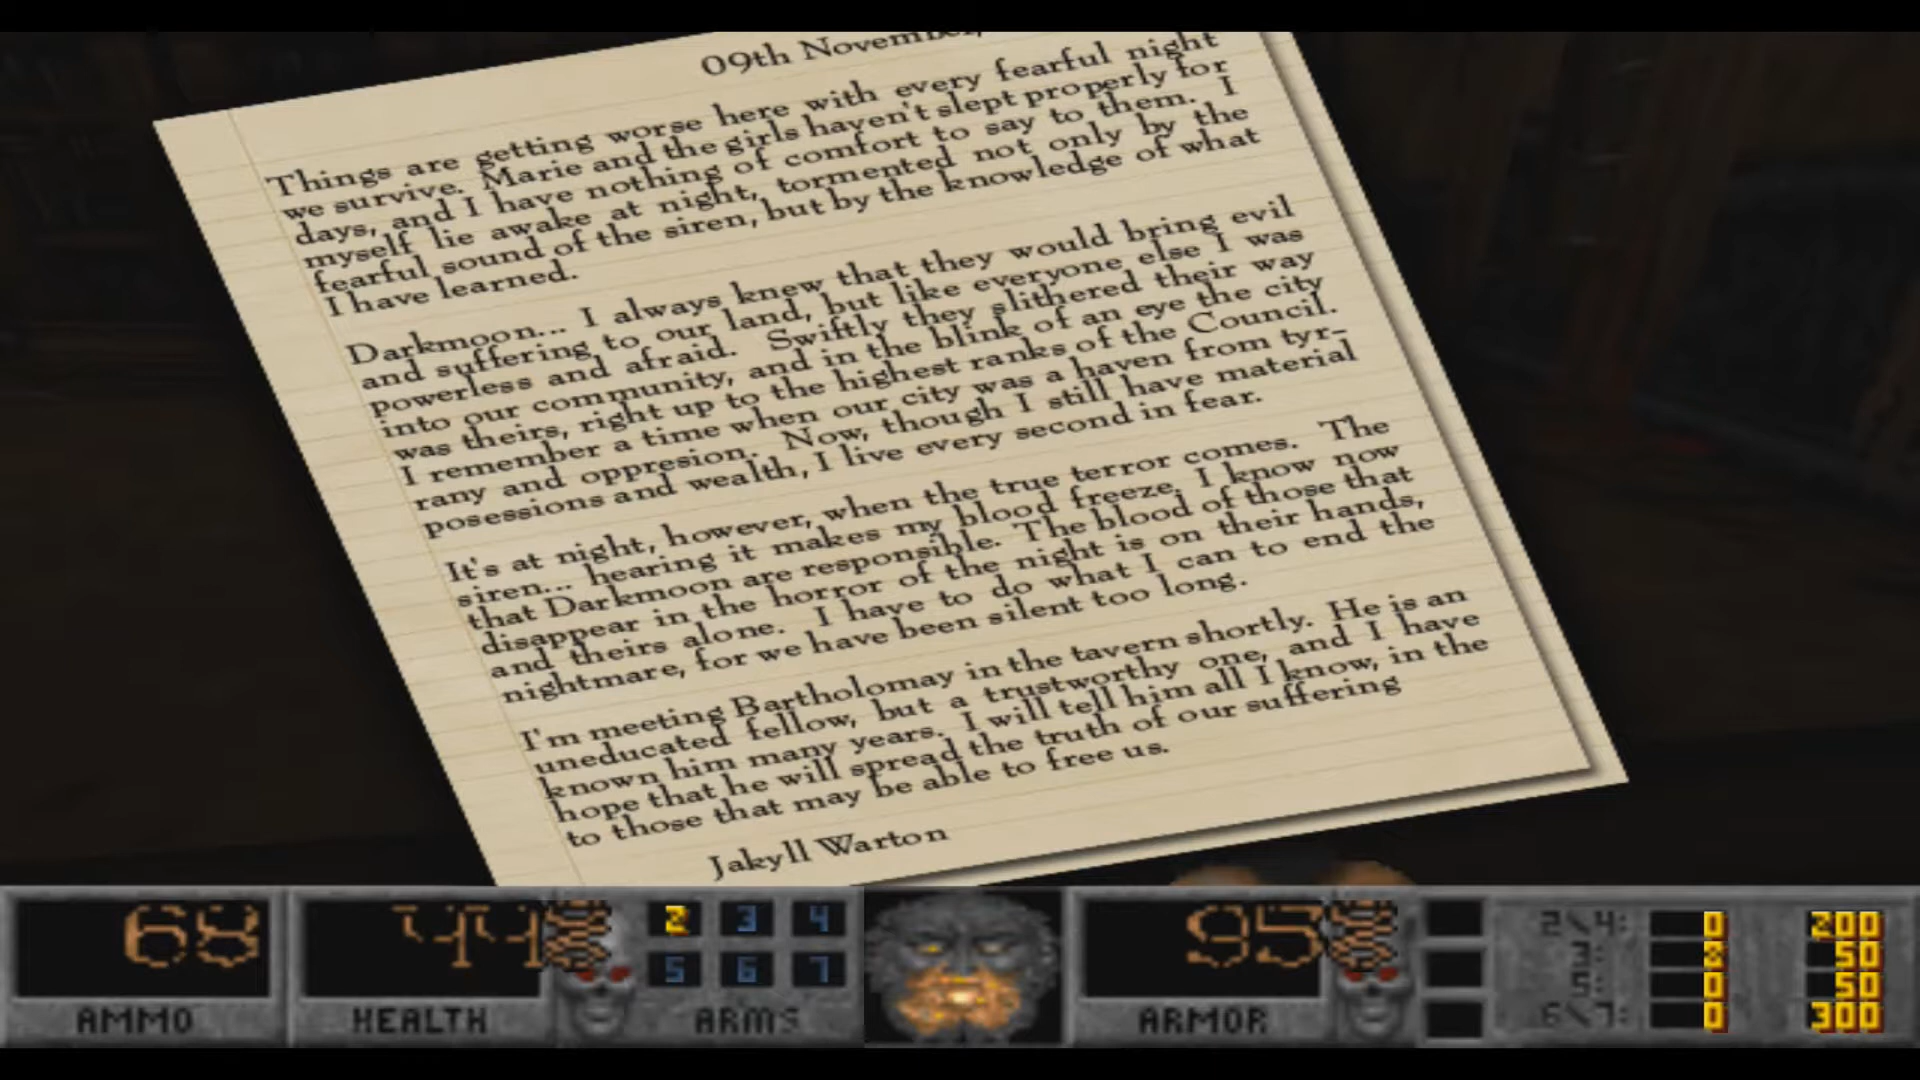 09th November,
Things are getting worse here with every fearful night
we survive. Marie and the girls haven't slept properly for
days, and I have nothing of comfort to say to them. I
myself lie awake at night, tormented not only by the
fearful sound of the siren, but by the knowledge of what
I have learned.
Darkmoon... I always knew that they would bring evil
and suffering to our land, but like everyone else I was
powerless and afraid. Swiftly they slithered their way
into our community, and in the blink of an eye the city
was theirs, right up to the highest ranks of the Council.
I remember a time when our city was a haven from tyr-
rany and oppresion. Now, though I still have material
posessions and wealth, I live every second in fear.
It's at night, however, when the true terror comes. The
siren... hearing it makes my blood freeze. I know now
that Darkmoon are responsible. The blood of those that
disappear in the horror of the night is on their hands,
and theirs alone. I have to do what I can to end the
nightmare, for we have been silent too long.
I'm meeting Bartholomay in the tavern shortly. He is an
uneducated fellow, but a trustworthy one, and I have
known him many years. I will tell him all I know, in the
hope that he will spread the truth of our suffering
to those that may be able to free us.
Jakyll Warton
68 44% 2 3 4 95% 2\4: 0 200
3: 50
5 6 7 5: 0 50
6\7: 0 300
AMMO HEALTH ARMS ARMOR